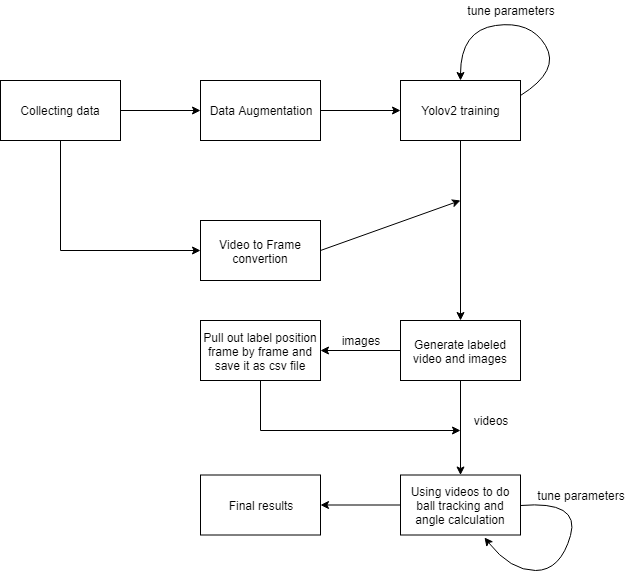 tune parameters
Collecting data
Data Augmentation
Yolov2 training
Video to Frame
convertion
Pull out label position
frame by frame and
save it as csv file
images
Generate labeled
video and images
videos
Final results
Using videos to do
ball tracking and
angle calculation
tune parameters